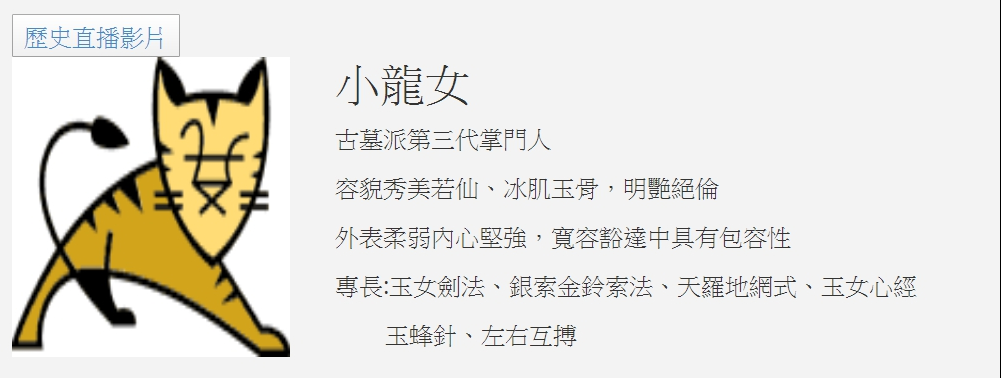 歷史直播影片
小龍女
古墓派第三代掌門人
容貌秀美若仙、冰肌玉骨，明艷絕倫
外表柔弱內心堅強，寬容豁達中具有包容性
專長:玉女劍法、銀索金鈴索法、天羅地網式、玉女心經
玉蜂針、左右互搏